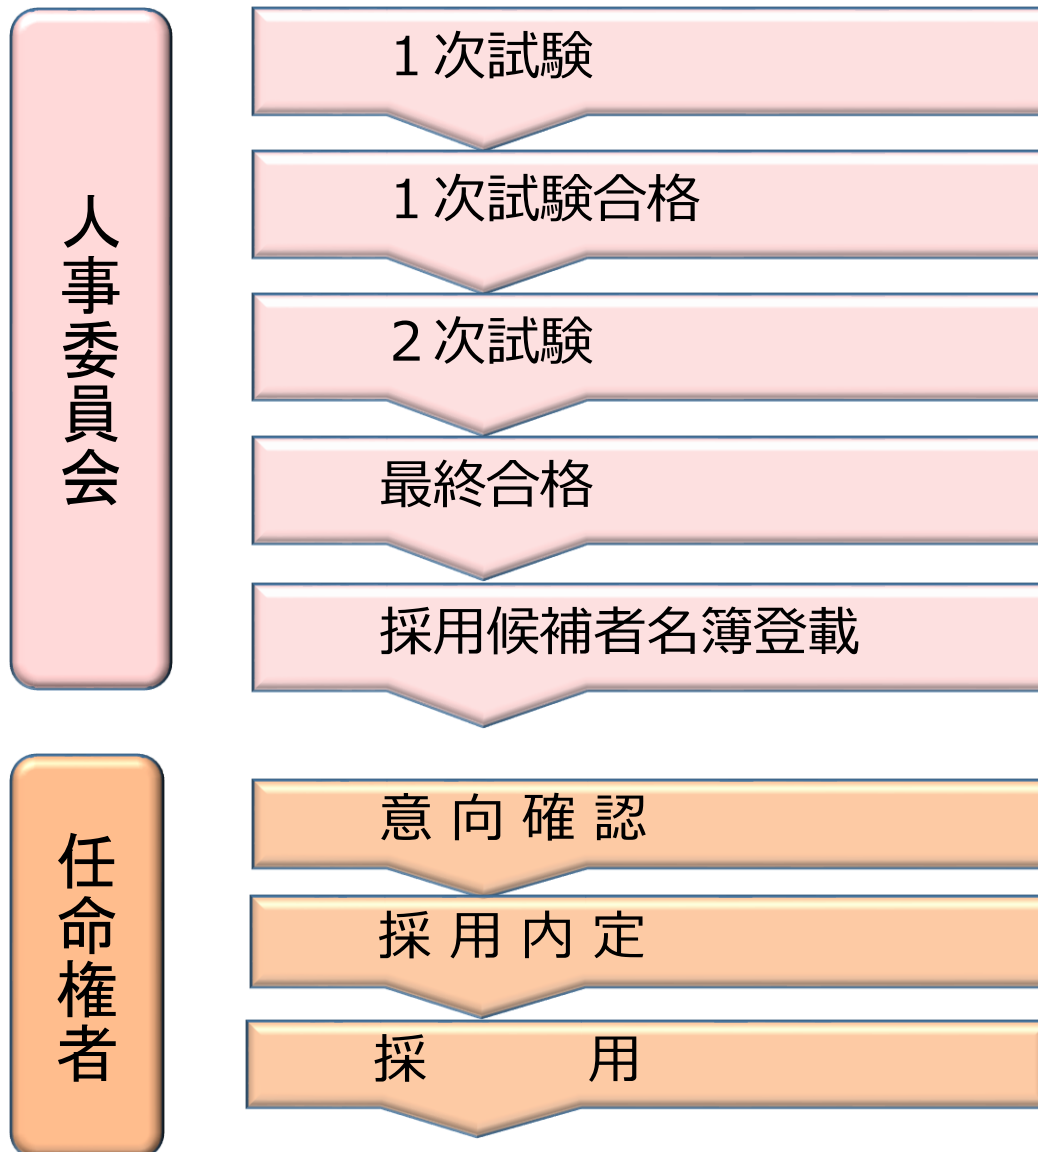 人事委員会
１次試験
１次試験合格
２次試験
最終合格
採用候補者名簿登載
任命権者
意 向 確 認
採 用 内 定
採　　　用